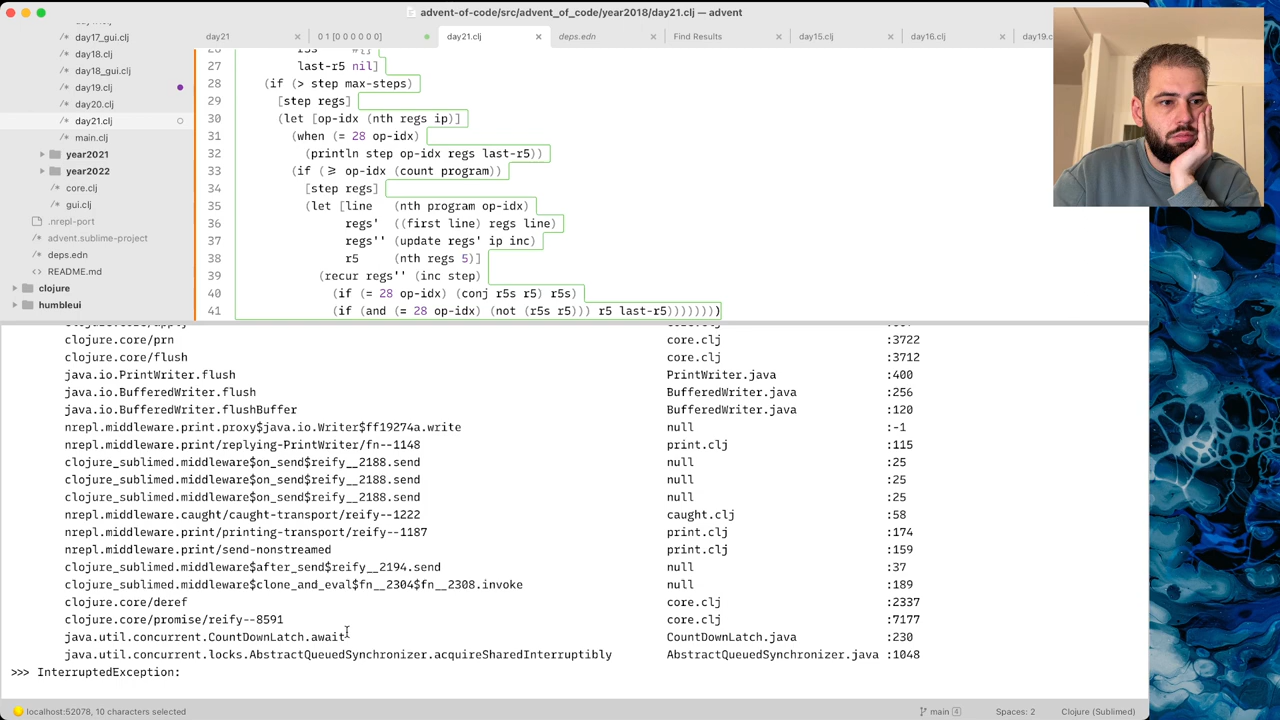 advent-of-code/src/advent_of_code/year2018/day21.clj — advent
day21
0 1 [0 0 0 0 0 0]
day21.clj
deps.edn
Find Results
day15.clj
day16.clj
day19.c
/* day17_gui.clj
/* day18.clj
/* day18_gui.clj
/* day19.clj
/* day20.clj
/* day21.clj
/* main.clj
year2021
year2022
/* core.clj
/* gui.clj
.nrepl-port
/* advent.sublime-project
/* deps.edn
<> README.md
clojure
humbleui
27 last-r5 nil]
28 (if (> step max-steps)
29 [step regs]
30 (let [op-idx (nth regs ip)]
31 (when (= 28 op-idx)
32 (println step op-idx regs last-r5))
33 (if (≥ op-idx (count program))
34 [step regs]
35 (let [line (nth program op-idx)
36 regs' ((first line) regs line)
37 regs'' (update regs' ip inc)
38 r5 (nth regs 5)]
39 (recur regs'' (inc step)
40 (if (= 28 op-idx) (conj r5s r5) r5s)
41 (if (and (= 28 op-idx) (not (r5s r5))) r5 last-r5))))))))
clojure.core/prn core.clj :3722
clojure.core/flush core.clj :3712
java.io.PrintWriter.flush PrintWriter.java :400
java.io.BufferedWriter.flush BufferedWriter.java :256
java.io.BufferedWriter.flushBuffer BufferedWriter.java :120
nrepl.middleware.print.proxy$java.io.Writer$ff19274a.write null :-1
nrepl.middleware.print/replying-PrintWriter/fn--1148 print.clj :115
clojure_sublimed.middleware$on_send$reify__2188.send null :25
clojure_sublimed.middleware$on_send$reify__2188.send null :25
clojure_sublimed.middleware$on_send$reify__2188.send null :25
nrepl.middleware.caught/caught-transport/reify--1222 caught.clj :58
nrepl.middleware.print/printing-transport/reify--1187 print.clj :174
nrepl.middleware.print/send-nonstreamed print.clj :159
clojure_sublimed.middleware$after_send$reify__2194.send null :37
clojure_sublimed.middleware$clone_and_eval$fn__2304$fn__2308.invoke null :189
clojure.core/deref core.clj :2337
clojure.core/promise/reify--8591 core.clj :7177
java.util.concurrent.CountDownLatch.await CountDownLatch.java :230
java.util.concurrent.locks.AbstractQueuedSynchronizer.acquireSharedInterruptibly AbstractQueuedSynchronizer.java :1048
>>> InterruptedException:
localhost:52078, 10 characters selected
main 4
Spaces: 2
Clojure (Sublimed)